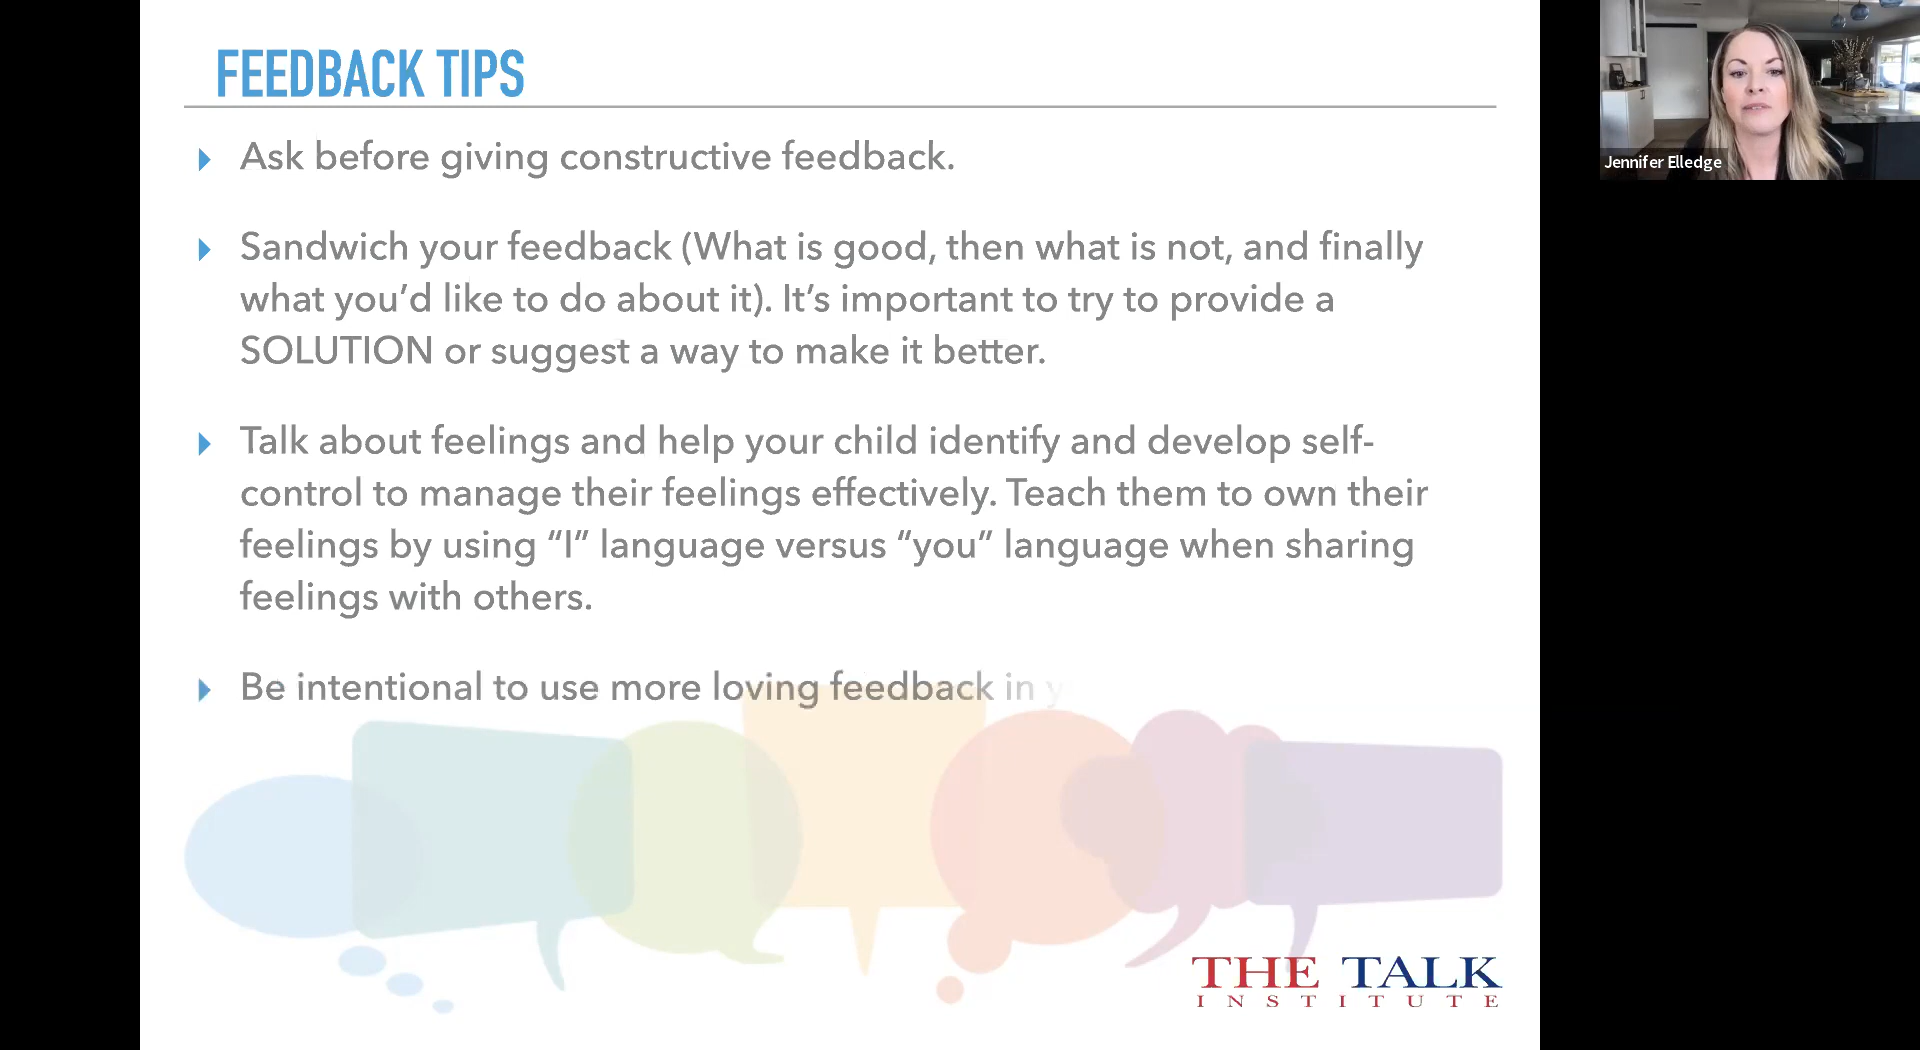 FEEDBACK TIPS
Ask before giving constructive feedback.
Sandwich your feedback (What is good, then what is not, and finally
what you’d like to do about it). It’s important to try to provide a
SOLUTION or suggest a way to make it better.
Talk about feelings and help your child identify and develop self-
control to manage their feelings effectively. Teach them to own their
feelings by using “I” language versus “you” language when sharing
feelings with others.
Be intentional to use more loving feedback in
THE TALK
INSTITUTE
Jennifer Elledge